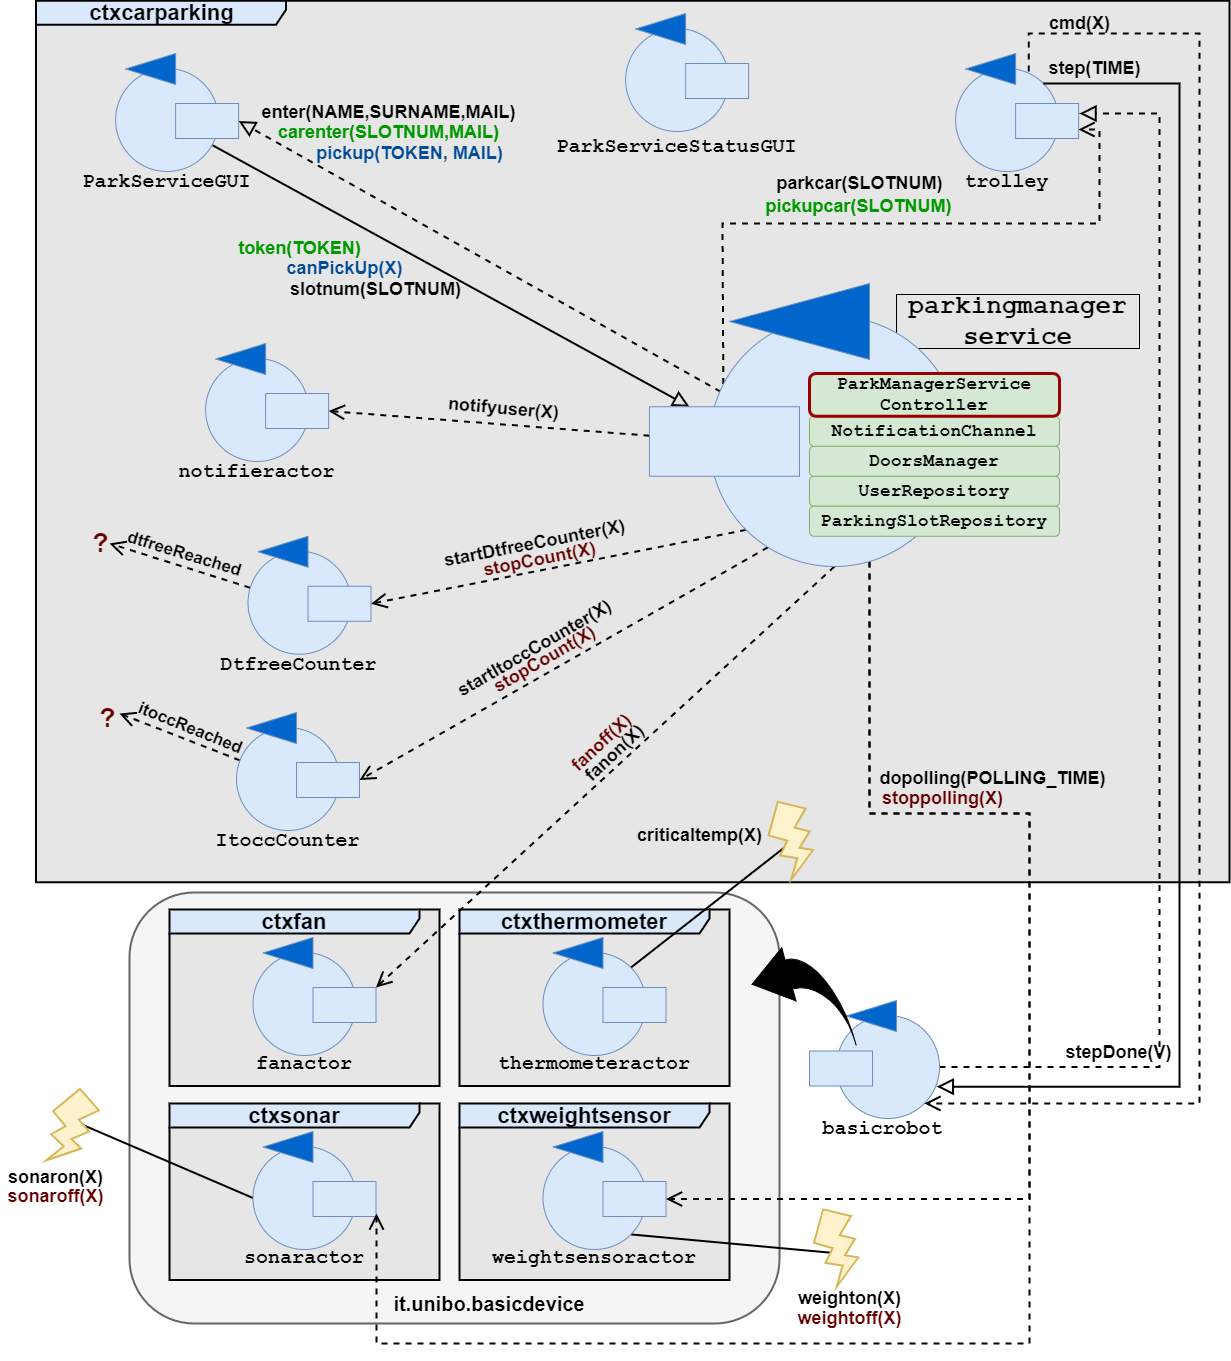 ctxcarparking
cmd(X)
step(TIME)
enter(NAME,SURNAME,MAIL)
carenter(SLOTNUM,MAIL)
pickup(TOKEN, MAIL)
ParkServiceGUI
ParkServiceStatusGUI
trolley
parkcar(SLOTNUM)
pickupcar(SLOTNUM)
token(TOKEN)
canPickUp(X)
slotnum(SLOTNUM)
parkingmanager
service
ParkManagerService
Controller
NotificationChannel
DoorsManager
UserRepository
ParkingSlotRepository
notifyuser(X)
notifieractor
?
dtfreeReached
startDtfreeCounter(X)
stopCount(X)
DtfreeCounter
startItoccCounter(X)
stopCount(X)
?
itoccReached
ItoccCounter
fanoff(X)
fanon(X)
dopolling(POLLING_TIME)
stoppolling(X)
criticaltemp(X)
ctxfan
ctxthermometer
fanactor
thermometeractor
stepDone(V)
basicrobot
ctxsonar
ctxweightsensor
sonaron(X)
sonaroff(X)
sonaractor
weightsensoractor
it.unibo.basicdevice
weighton(X)
weightoff(X)